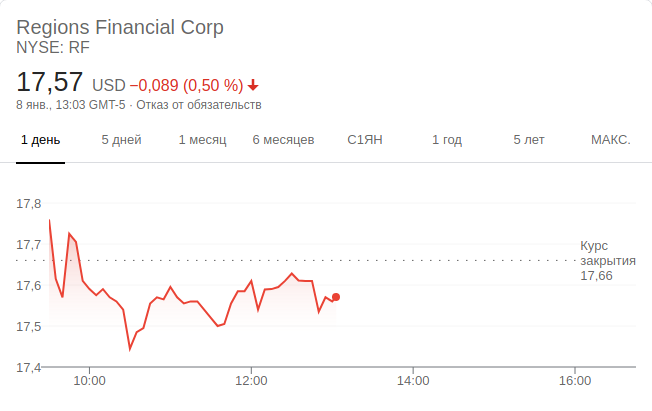 Regions Financial Corp
NYSE: RF
17,57 USD −0,089 (0,50 %)
8 янв., 13:03 GMT-5 · Отказ от обязательств
1 день 5 дней 1 месяц 6 месяцев С1ЯН 1 год 5 лет МАКС.
17,8
17,7
Курс
закрытия
17,66
17,6
17,5
17,4
10:00 12:00 14:00 16:00